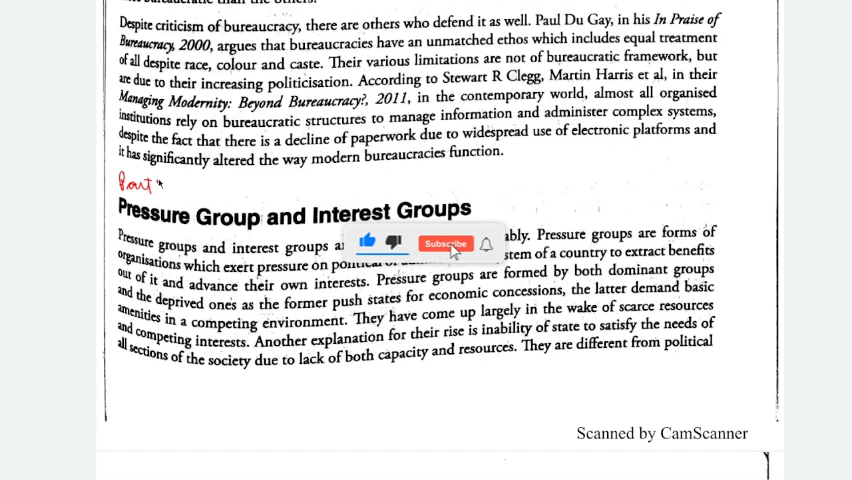 Despite criticism of bureaucracy, there are others who defend it as well. Paul Du Gay, in his In Praise of
Bureaucracy, 2000, argues that bureaucracies have an unmatched ethos which includes equal treatment
of all despite race, colour and caste. Their various limitations are not of bureaucratic framework, but
are due to their increasing politicisation. According to Stewart R Clegg, Martin Harris et al, in their
Managing Modernity: Beyond Bureaucracy?, 2011, in the contemporary world, almost all organised
institutions rely on bureaucratic structures to manage information and administer complex systems,
despite the fact that there is a decline of paperwork due to widespread use of electronic platforms and
it has significantly altered the way modern bureaucracies function.
Part
Pressure Group and Interest Groups
Pressure groups and interest groups ably. Pressure groups are forms of
organisations which exert pressure on stem of a country to extract benefits
Subscribe
out of it and advance their own interests. Pressure groups are formed by both dominant groups
and the deprived ones as the former push states for economic concessions, the latter demand basic
amenities in a competing environment. They have come up largely in the wake of scarce resources
and competing interests. Another explanation for their rise is inability of state to satisfy the needs of
all sections of the society due to lack of both capacity and resources. They are different from political
Scanned by CamScanner